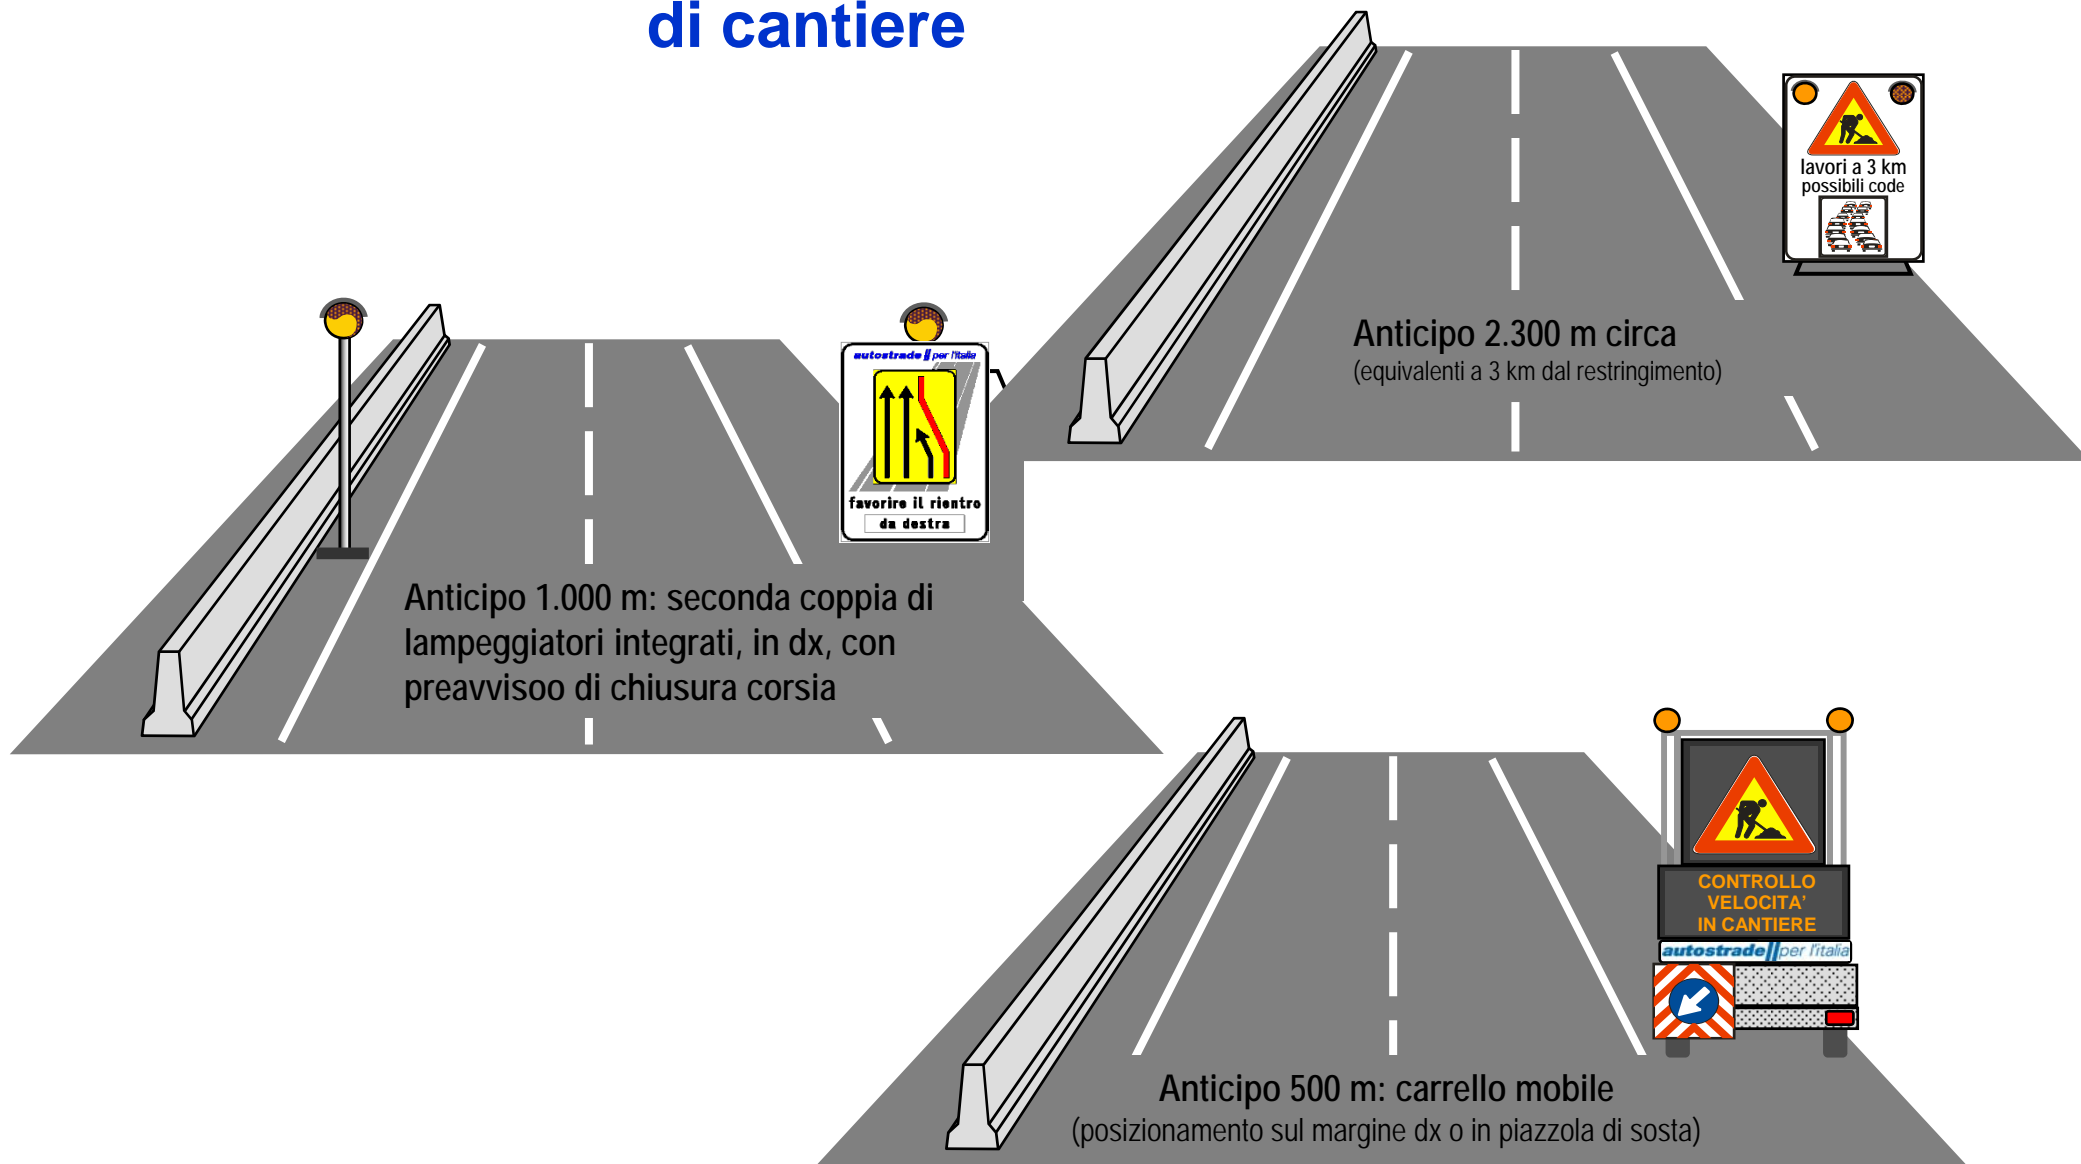 di cantiere
lavori a 3 km
possibili code
Anticipo 2.300 m circa
(equivalenti a 3 km dal restringimento)
autostrade per l'italia
favorire il rientro
da destra
Anticipo 1.000 m: seconda coppia di
lampeggiatori integrati, in dx, con
preavvisoo di chiusura corsia
CONTROLLO
VELOCITA'
IN CANTIERE
autostrade per l'italia
Anticipo 500 m: carrello mobile
(posizionamento sul margine dx o in piazzola di sosta)